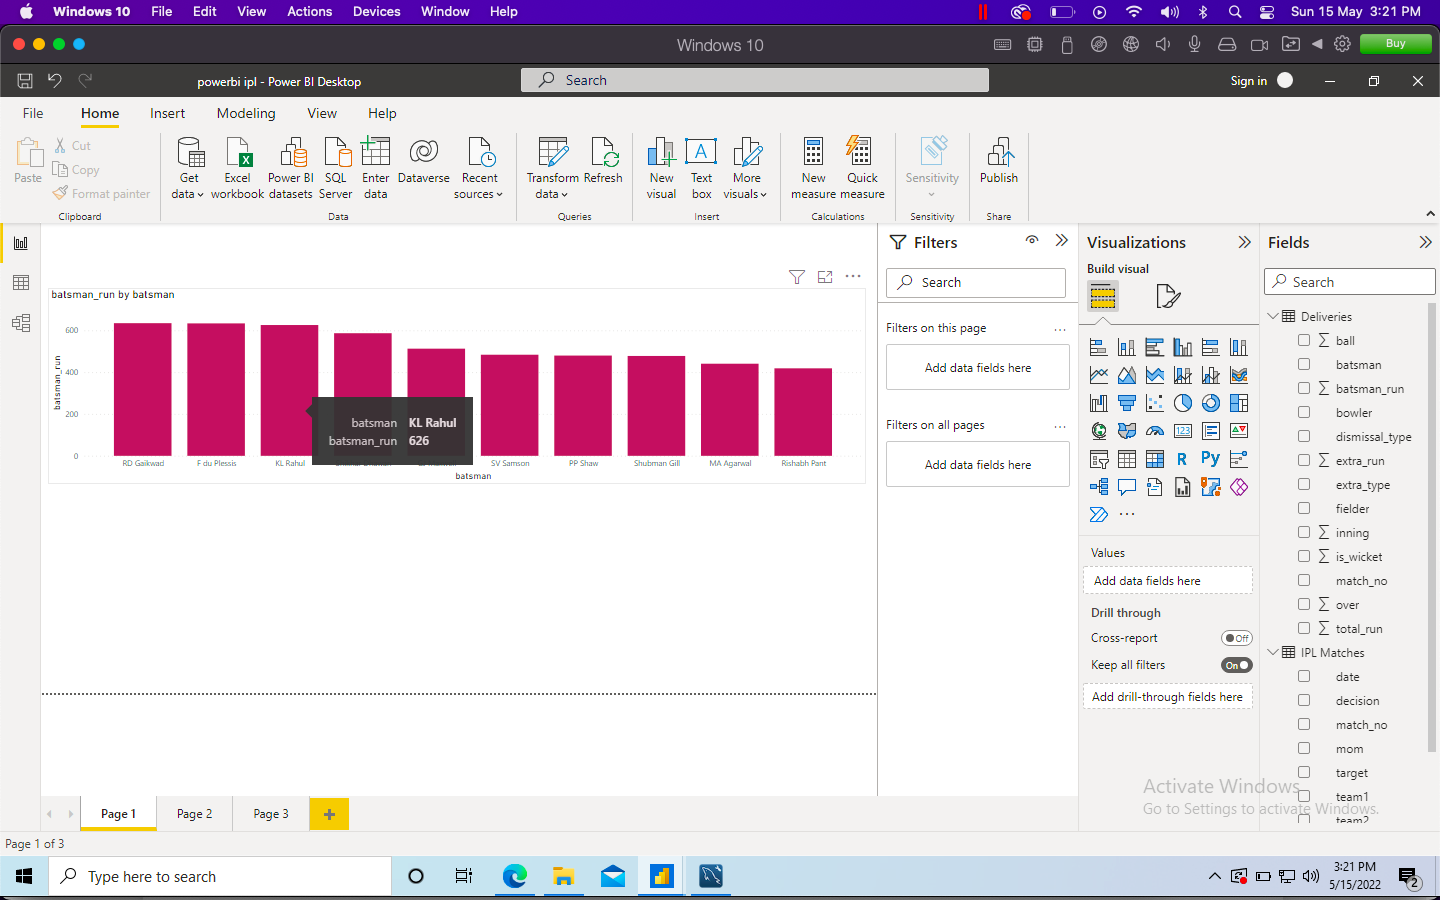 Windows 10 File Edit View Actions Devices Window Help Sun 15 May 3:21 PM
Windows 10
Buy
powerbi ipl - Power BI Desktop
Search
Sign in
File Home Insert Modeling View Help
Paste
Cut
Copy
Format painter
Clipboard
Get data
Excel workbook
Power BI datasets
SQL Server
Enter data
Dataverse
Recent sources
Data
Transform data
Refresh
Queries
New visual
Text box
More visuals
Insert
New measure
Quick measure
Calculations
Sensitivity
Sensitivity
Publish
Share
batsman_run by batsman
batsman_run
600
400
200
0
RD Gaikwad
F du Plessis
KL Rahul
SV Samson
PP Shaw
Shubman Gill
MA Agarwal
Rishabh Pant
batsman
batsman KL Rahul
batsman_run 626
Filters
Search
Filters on this page
Add data fields here
Filters on all pages
Add data fields here
Visualizations
Build visual
123
R
Py
Values
Add data fields here
Drill through
Cross-report Off
Keep all filters On
Add drill-through fields here
Fields
Search
Deliveries
ball
batsman
batsman_run
bowler
dismissal_type
extra_run
extra_type
fielder
inning
is_wicket
match_no
over
total_run
IPL Matches
date
decision
match_no
mom
target
team1
team2
Activate Windows
Go to Settings to activate Windows.
Page 1 Page 2 Page 3
Page 1 of 3
Type here to search
3:21 PM
5/15/2022
2